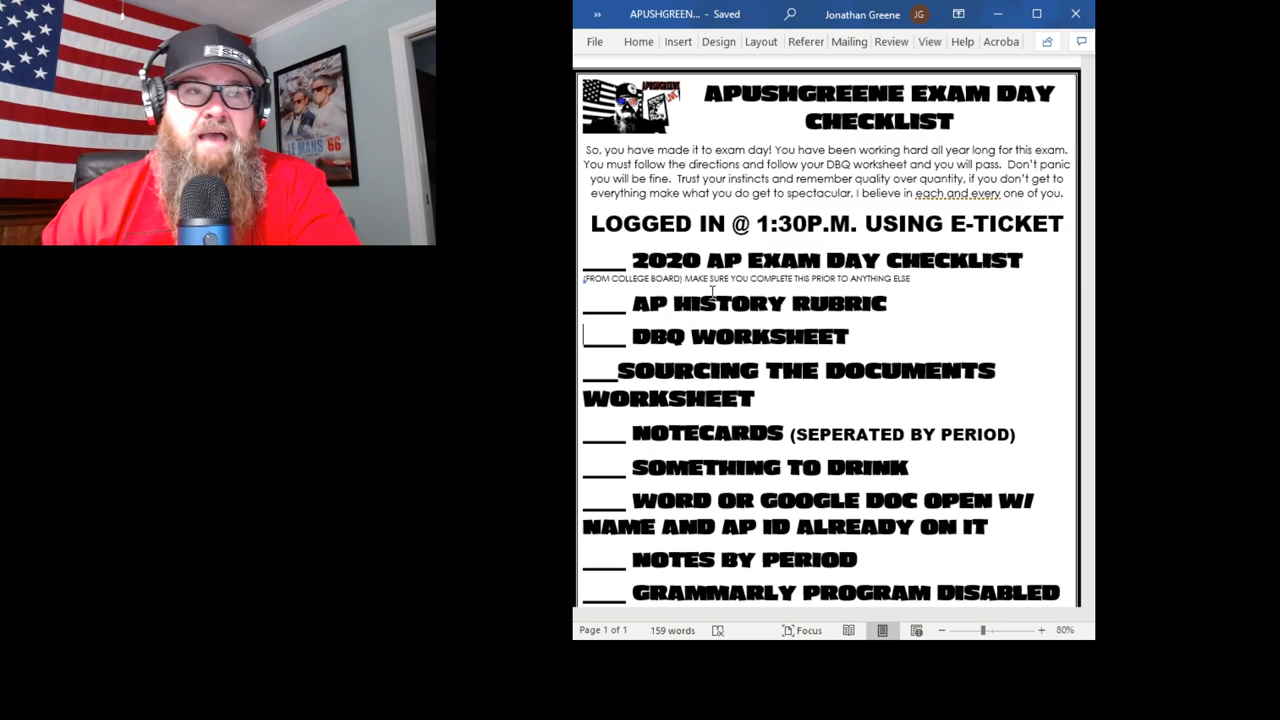 LE MANS '66
»
APUSHGREEN... - Saved
Jonathan Greene
JG
File Home Insert Design Layout Referer Mailing Review View Help Acroba
APUSHGREENE
LIVE
APUSHGREENE EXAM DAY
CHECKLIST
So, you have made it to exam day! You have been working hard all year long for this exam.
You must follow the directions and follow your DBQ worksheet and you will pass. Don't panic
you will be fine. Trust your instincts and remember quality over quantity, if you don't get to
everything make what you do get to spectacular, I believe in each and every one of you.
LOGGED IN @ 1:30P.M. USING E-TICKET
____ 2020 AP EXAM DAY CHECKLIST
(FROM COLLEGE BOARD) MAKE SURE YOU COMPLETE THIS PRIOR TO ANYTHING ELSE
____ AP HISTORY RUBRIC
____ DBQ WORKSHEET
___SOURCING THE DOCUMENTS
WORKSHEET
____ NOTECARDS (SEPERATED BY PERIOD)
____ SOMETHING TO DRINK
____ WORD OR GOOGLE DOC OPEN W/
NAME AND AP ID ALREADY ON IT
____ NOTES BY PERIOD
____ GRAMMARLY PROGRAM DISABLED
Page 1 of 1 159 words Focus 80%